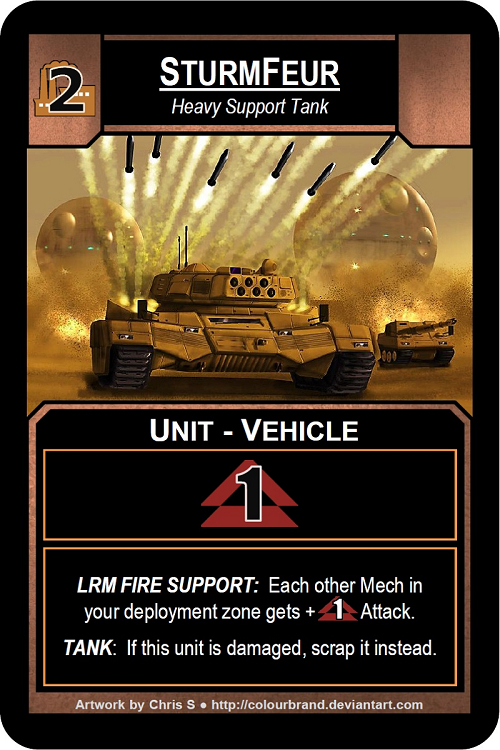 2
STURMFEUR
Heavy Support Tank
UNIT - VEHICLE
1
LRM FIRE SUPPORT: Each other Mech in
your deployment zone gets + 1 Attack.
TANK: If this unit is damaged, scrap it instead.
Artwork by Chris S ● http://colourbrand.deviantart.com